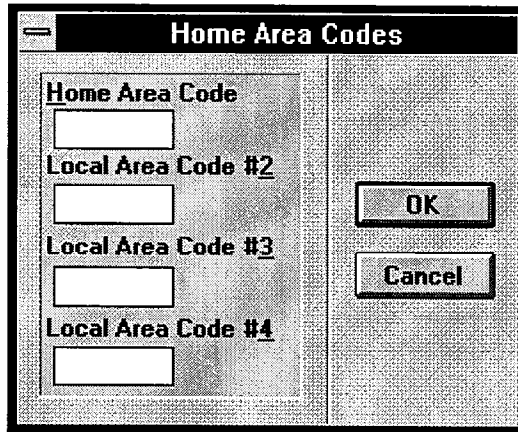 Home Area Codes
Home Area Code
Local Area Code #2
Local Area Code #3
Local Area Code #4
OK
Cancel